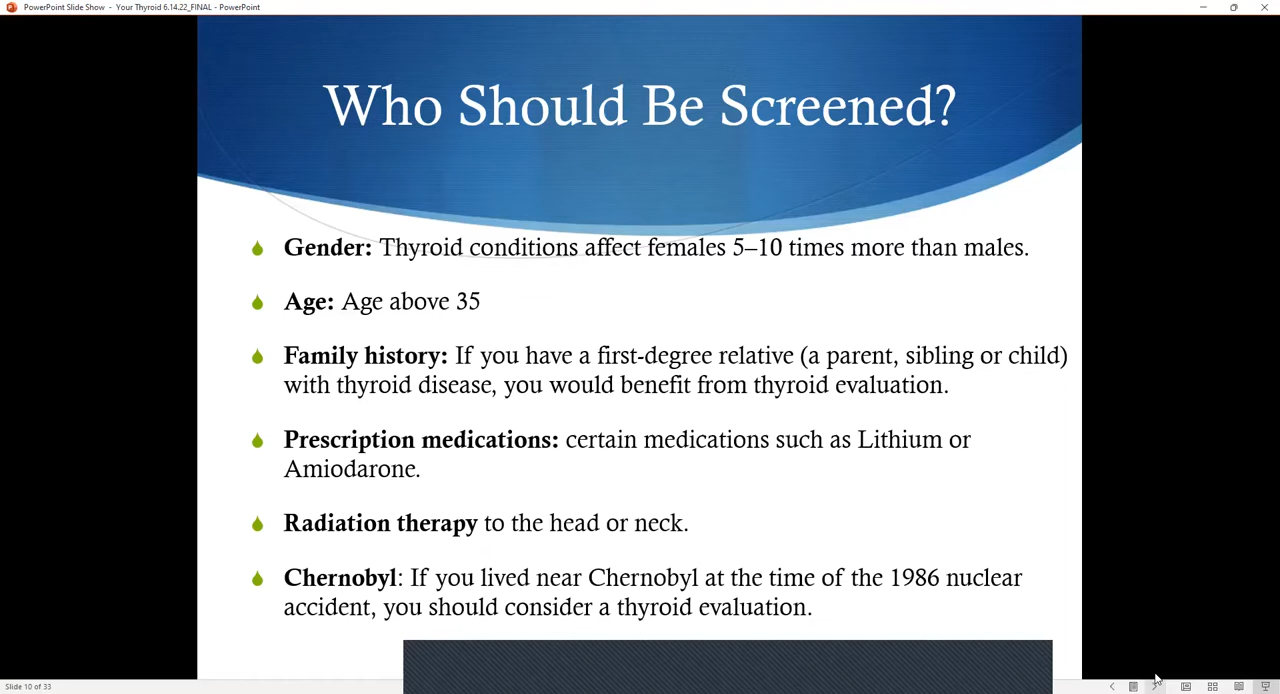 PowerPoint Slide Show - Your Thyroid 6.14.22_FINAL - PowerPoint
Who Should Be Screened?
Gender: Thyroid conditions affect females 5–10 times more than males.
Age: Age above 35
Family history: If you have a first-degree relative (a parent, sibling or child)
with thyroid disease, you would benefit from thyroid evaluation.
Prescription medications: certain medications such as Lithium or
Amiodarone.
Radiation therapy to the head or neck.
Chernobyl: If you lived near Chernobyl at the time of the 1986 nuclear
accident, you should consider a thyroid evaluation.
Slide 10 of 33